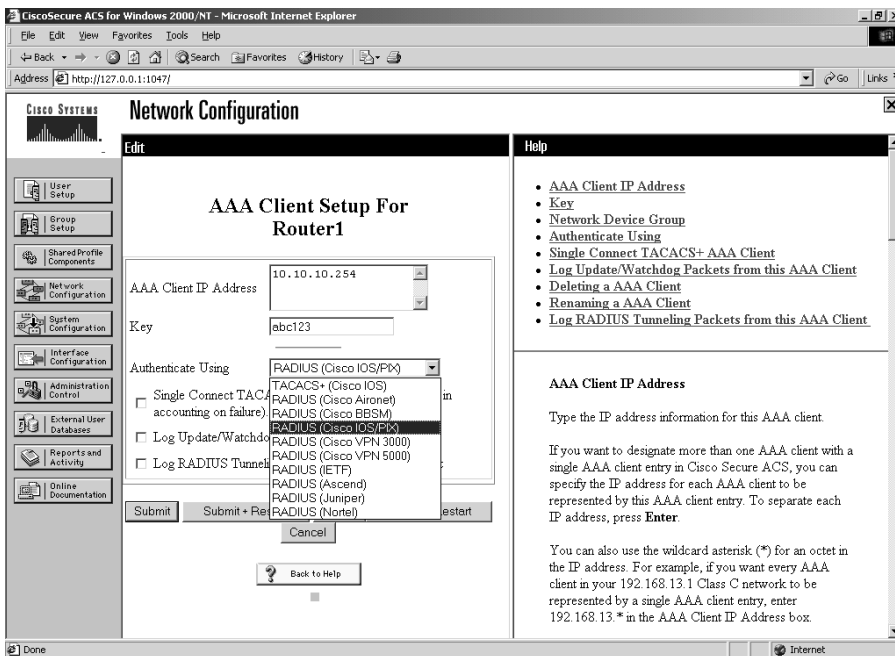 CiscoSecure ACS for Windows 2000/NT - Microsoft Internet Explorer
File Edit View Favorites Tools Help
Back Search Favorites History
Address http://127.0.0.1:1047/ Go Links
CISCO SYSTEMS
Network Configuration
User Setup
Group Setup
Shared Profile Components
Network Configuration
System Configuration
Interface Configuration
Administration Control
External User Databases
Reports and Activity
Online Documentation
Edit
AAA Client Setup For
Router1
AAA Client IP Address
10.10.10.254
Key
abc123
Authenticate Using
RADIUS (Cisco IOS/PIX)
TACACS+ (Cisco IOS)
RADIUS (Cisco Aironet)
RADIUS (Cisco BBSM)
RADIUS (Cisco IOS/PIX)
RADIUS (Cisco VPN 3000)
RADIUS (Cisco VPN 5000)
RADIUS (IETF)
RADIUS (Ascend)
RADIUS (Juniper)
RADIUS (Nortel)
Single Connect TACA in
accounting on failure).
Log Update/Watchdo
Log RADIUS Tunnel
Submit Submit + Res estart
Cancel
Back to Help
Help
AAA Client IP Address
Key
Network Device Group
Authenticate Using
Single Connect TACACS+ AAA Client
Log Update/Watchdog Packets from this AAA Client
Deleting a AAA Client
Renaming a AAA Client
Log RADIUS Tunneling Packets from this AAA Client
AAA Client IP Address
Type the IP address information for this AAA client.
If you want to designate more than one AAA client with a
single AAA client entry in Cisco Secure ACS, you can
specify the IP address for each AAA client to be
represented by this AAA client entry. To separate each
IP address, press Enter.
You can also use the wildcard asterisk (*) for an octet in
the IP address. For example, if you want every AAA
client in your 192.168.13.1 Class C network to be
represented by a single AAA client entry, enter
192.168.13.* in the AAA Client IP Address box.
Done
Internet